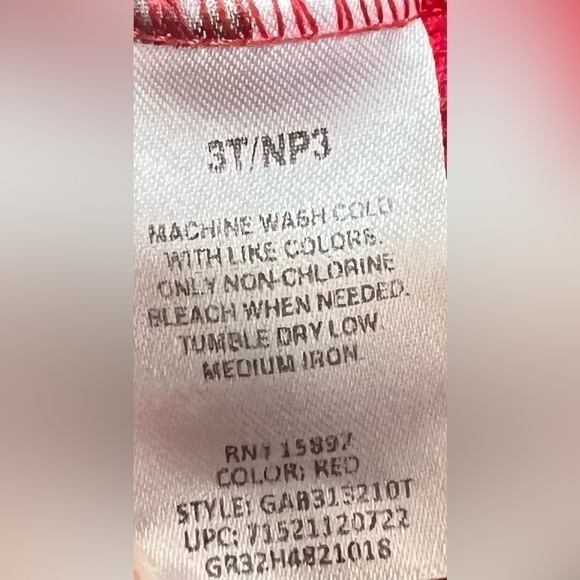 3T/NP3
MACHINE WASH COLD
WITH LIKE COLORS.
ONLY NON-CHLORINE
BLEACH WHEN NEEDED.
TUMBLE DRY LOW.
MEDIUM IRON.
RN# 15897
COLOR: RED
STYLE: GAB313210T
UPC: 71521120722
GR32H4821018